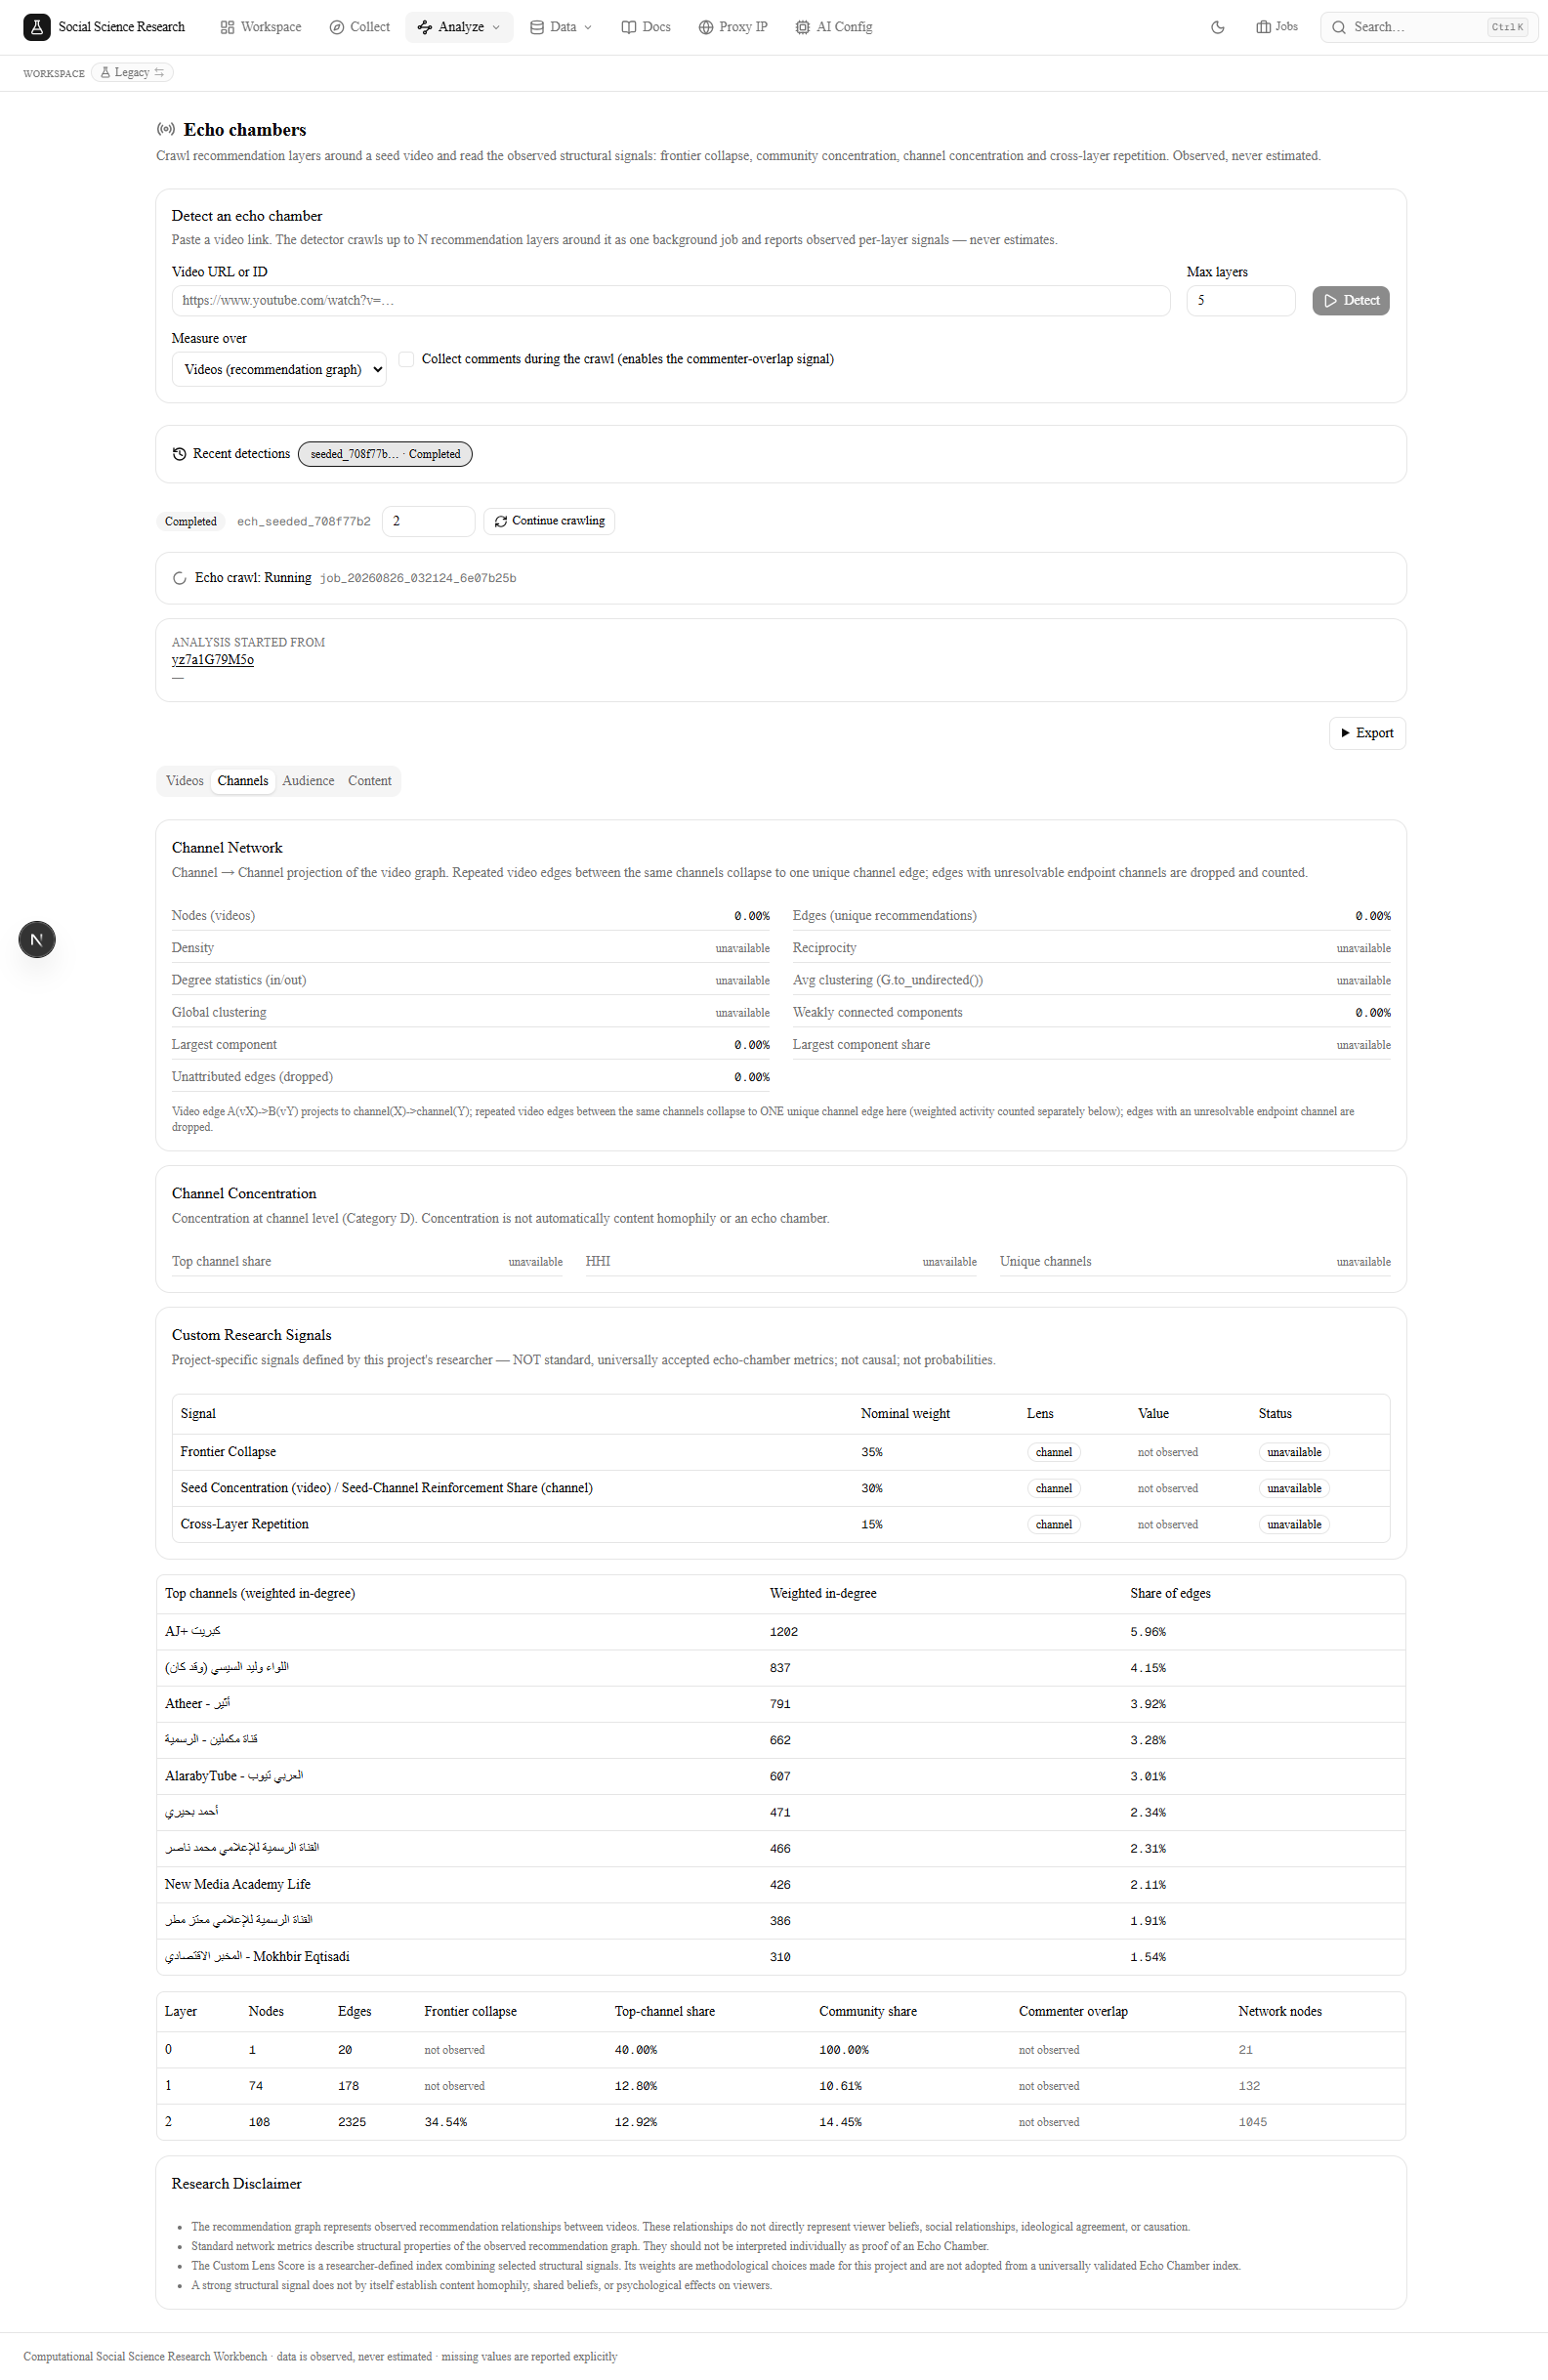 Social Science Research
Workspace
Collect
Analyze
Data
Docs
Proxy IP
AI Config
Jobs
Search…
Ctrl K
WORKSPACE
Legacy
Echo chambers
Crawl recommendation layers around a seed video and read the observed structural signals: frontier collapse, community concentration, channel concentration and cross-layer repetition. Observed, never estimated.
Detect an echo chamber
Paste a video link. The detector crawls up to N recommendation layers around it as one background job and reports observed per-layer signals — never estimates.
Video URL or ID
Max layers
https://www.youtube.com/watch?v=…
5
Detect
Measure over
Videos (recommendation graph)
Collect comments during the crawl (enables the commenter-overlap signal)
Recent detections
seeded_708f77b… · Completed
Completed
ech_seeded_708f77b2
2
Continue crawling
Echo crawl: Running job_20260826_032124_6e07b25b
ANALYSIS STARTED FROM
yz7a1G79M5o
—
Export
Videos Channels Audience Content
Channel Network
Channel → Channel projection of the video graph. Repeated video edges between the same channels collapse to one unique channel edge; edges with unresolvable endpoint channels are dropped and counted.
Nodes (videos) 0.00% Edges (unique recommendations) 0.00%
Density unavailable Reciprocity unavailable
Degree statistics (in/out) unavailable Avg clustering (G.to_undirected()) unavailable
Global clustering unavailable Weakly connected components 0.00%
Largest component 0.00% Largest component share unavailable
Unattributed edges (dropped) 0.00%
Video edge A(vX)->B(vY) projects to channel(X)->channel(Y); repeated video edges between the same channels collapse to ONE unique channel edge here (weighted activity counted separately below); edges with an unresolvable endpoint channel are
dropped.
Channel Concentration
Concentration at channel level (Category D). Concentration is not automatically content homophily or an echo chamber.
Top channel share unavailable HHI unavailable Unique channels unavailable
Custom Research Signals
Project-specific signals defined by this project's researcher — NOT standard, universally accepted echo-chamber metrics; not causal; not probabilities.
Signal Nominal weight Lens Value Status
Frontier Collapse 35% channel not observed unavailable
Seed Concentration (video) / Seed-Channel Reinforcement Share (channel) 30% channel not observed unavailable
Cross-Layer Repetition 15% channel not observed unavailable
Top channels (weighted in-degree) Weighted in-degree Share of edges
AJ+ كبريت 1202 5.96%
اللواء وليد السيسي (وقد كان) 837 4.15%
Atheer - أثير 791 3.92%
قناة مكملين - الرسمية 662 3.28%
AlarabyTube - العربي تيوب 607 3.01%
أحمد بحيري 471 2.34%
القناة الرسمية للإعلامي محمد ناصر 466 2.31%
New Media Academy Life 426 2.11%
القناة الرسمية للإعلامي معتز مطر 386 1.91%
المخبر الاقتصادي - Mokhbir Eqtisadi 310 1.54%
Layer Nodes Edges Frontier collapse Top-channel share Community share Commenter overlap Network nodes
0 1 20 not observed 40.00% 100.00% not observed 21
1 74 178 not observed 12.80% 10.61% not observed 132
2 108 2325 34.54% 12.92% 14.45% not observed 1045
Research Disclaimer
• The recommendation graph represents observed recommendation relationships between videos. These relationships do not directly represent viewer beliefs, social relationships, ideological agreement, or causation.
• Standard network metrics describe structural properties of the observed recommendation graph. They should not be interpreted individually as proof of an Echo Chamber.
• The Custom Lens Score is a researcher-defined index combining selected structural signals. Its weights are methodological choices made for this project and are not adopted from a universally validated Echo Chamber index.
• A strong structural signal does not by itself establish content homophily, shared beliefs, or psychological effects on viewers.
Computational Social Science Research Workbench · data is observed, never estimated · missing values are reported explicitly
N